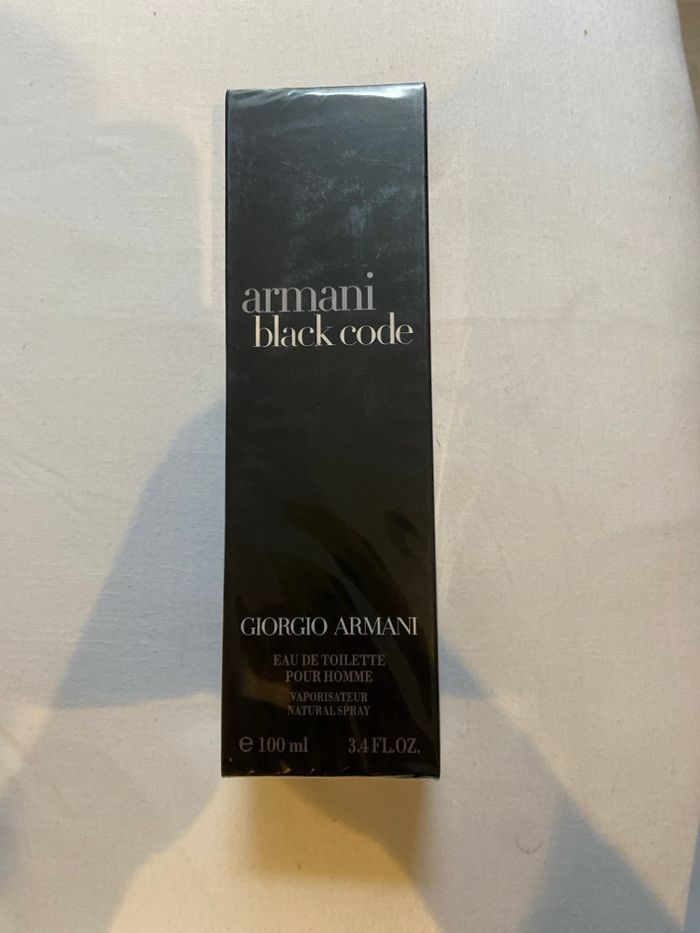 armani
black code
GIORGIO ARMANI
EAU DE TOILETTE
POUR HOMME
VAPORISATEUR
NATURAL SPRAY
℮ 100 ml 3.4 FL.OZ.